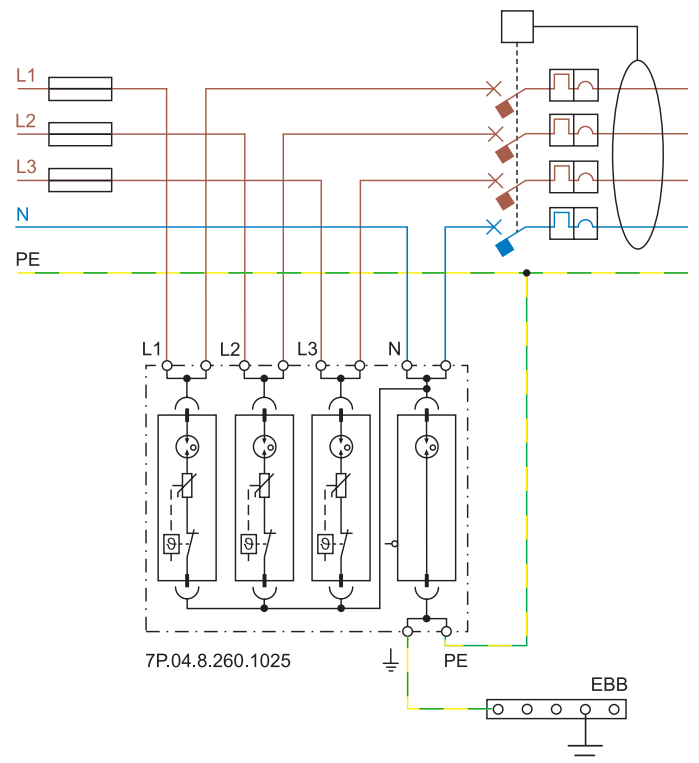 L1
L2
L3
N
PE
L1 L2 L3 N
ϑ ϑ ϑ
7P.04.8.260.1025 PE
EBB